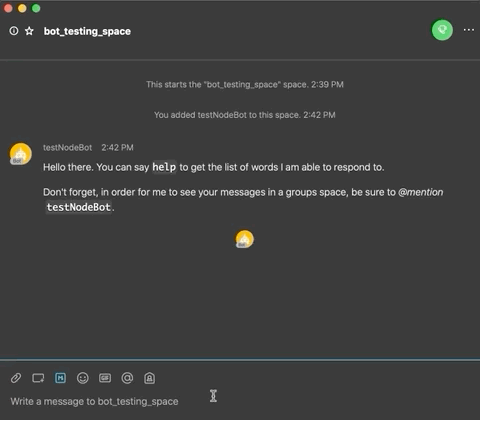 bot_testing_space
This starts the "bot_testing_space" space. 2:39 PM
You added testNodeBot to this space. 2:42 PM
testNodeBot 2:42 PM
Hello there. You can say help to get the list of words I am able to respond to.
Don't forget, in order for me to see your messages in a groups space, be sure to @mention
testNodeBot.
Write a message to bot_testing_space